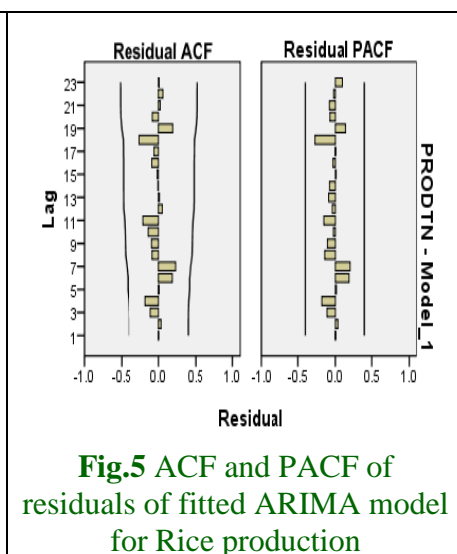 Residual ACF
Residual PACF
23
21
19
17
15
13
11
9
7
5
3
1
Lag
-1.0 -0.5 0.0 0.5 1.0
-1.0 -0.5 0.0 0.5 1.0
Residual
PRODTN - Model_1
Fig.5 ACF and PACF of
residuals of fitted ARIMA model
for Rice production